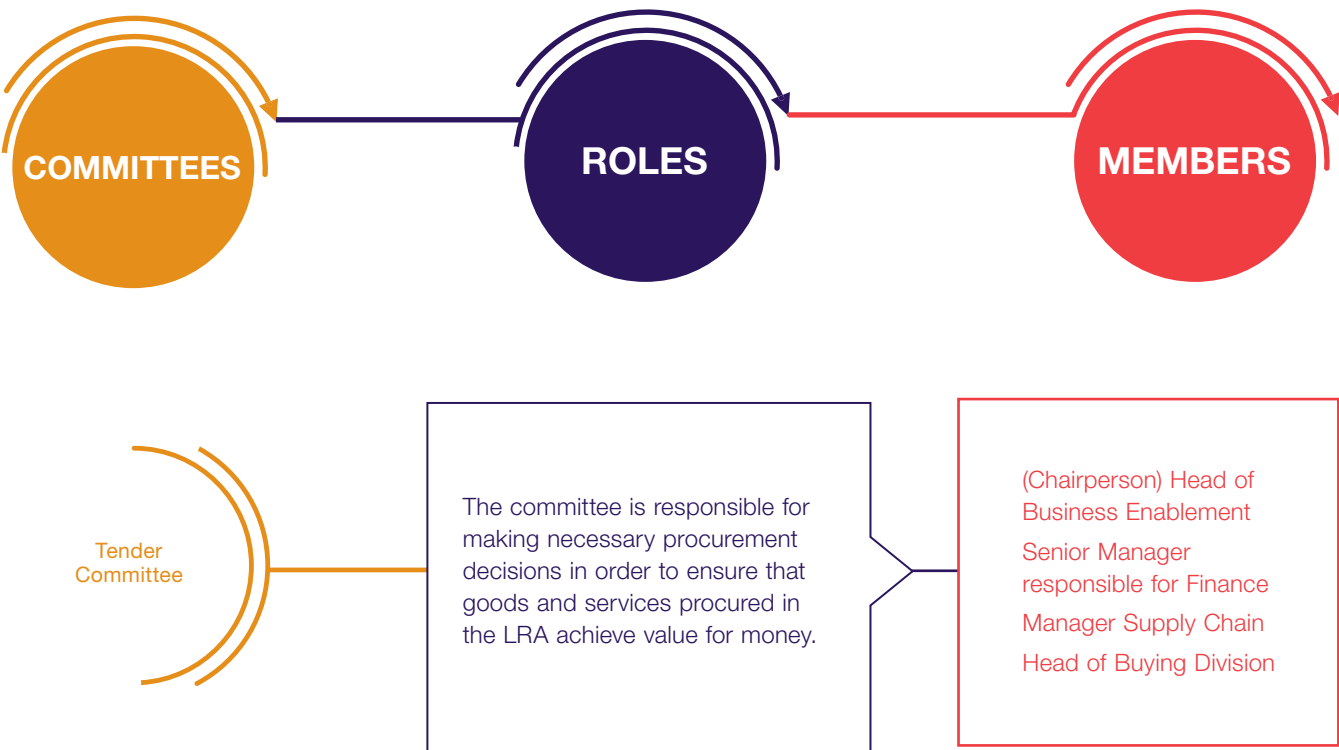 COMMITTEES
ROLES
MEMBERS
Tender
Committee
The committee is responsible for
making necessary procurement
decisions in order to ensure that
goods and services procured in
the LRA achieve value for money.
(Chairperson) Head of
Business Enablement
Senior Manager
responsible for Finance
Manager Supply Chain
Head of Buying Division